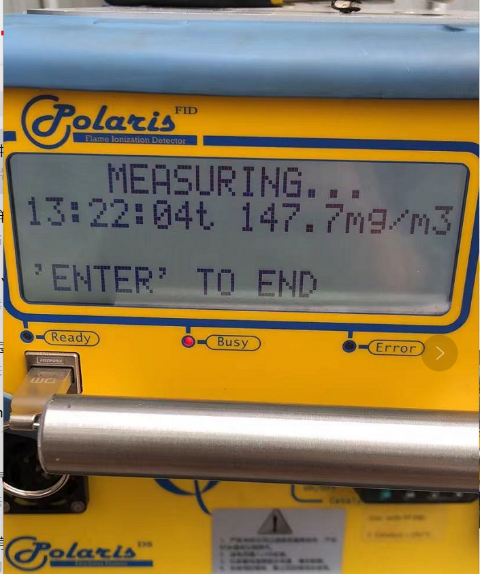 Polaris FID
Flame Ionization Detector
MEASURING...
13:22:04t 147.7mg/m3
'ENTER' TO END
Ready
Busy
Error
Polaris